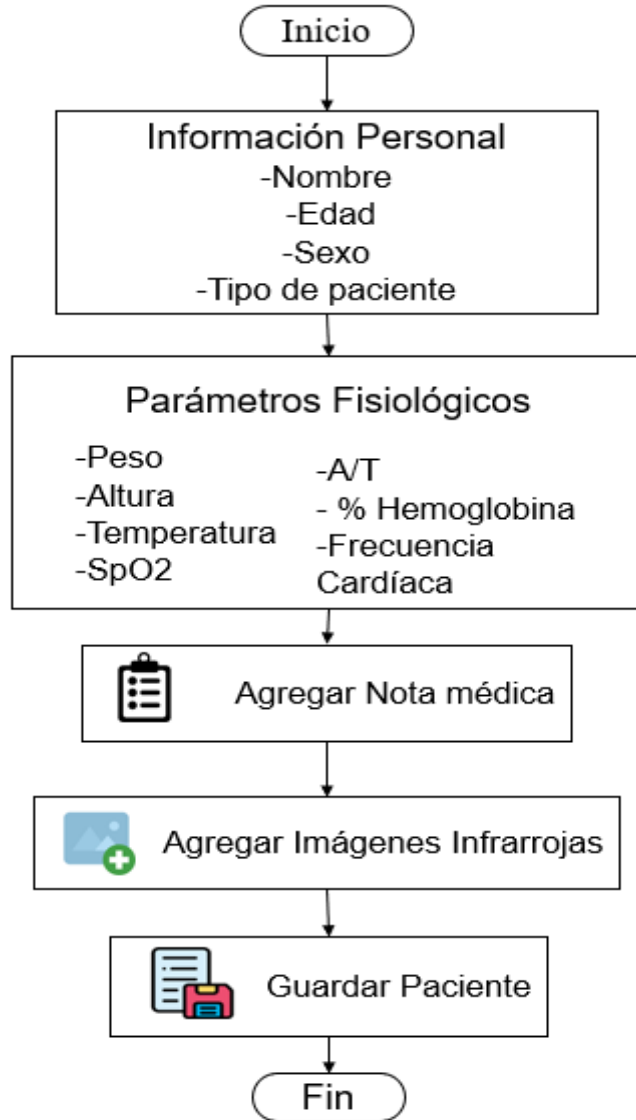 Inicio
Información Personal
-Nombre
-Edad
-Sexo
-Tipo de paciente
Parámetros Fisiológicos
-Peso
-Altura
-Temperatura
-SpO2
-A/T
- % Hemoglobina
-Frecuencia
Cardíaca
Agregar Nota médica
Agregar Imágenes Infrarrojas
Guardar Paciente
Fin